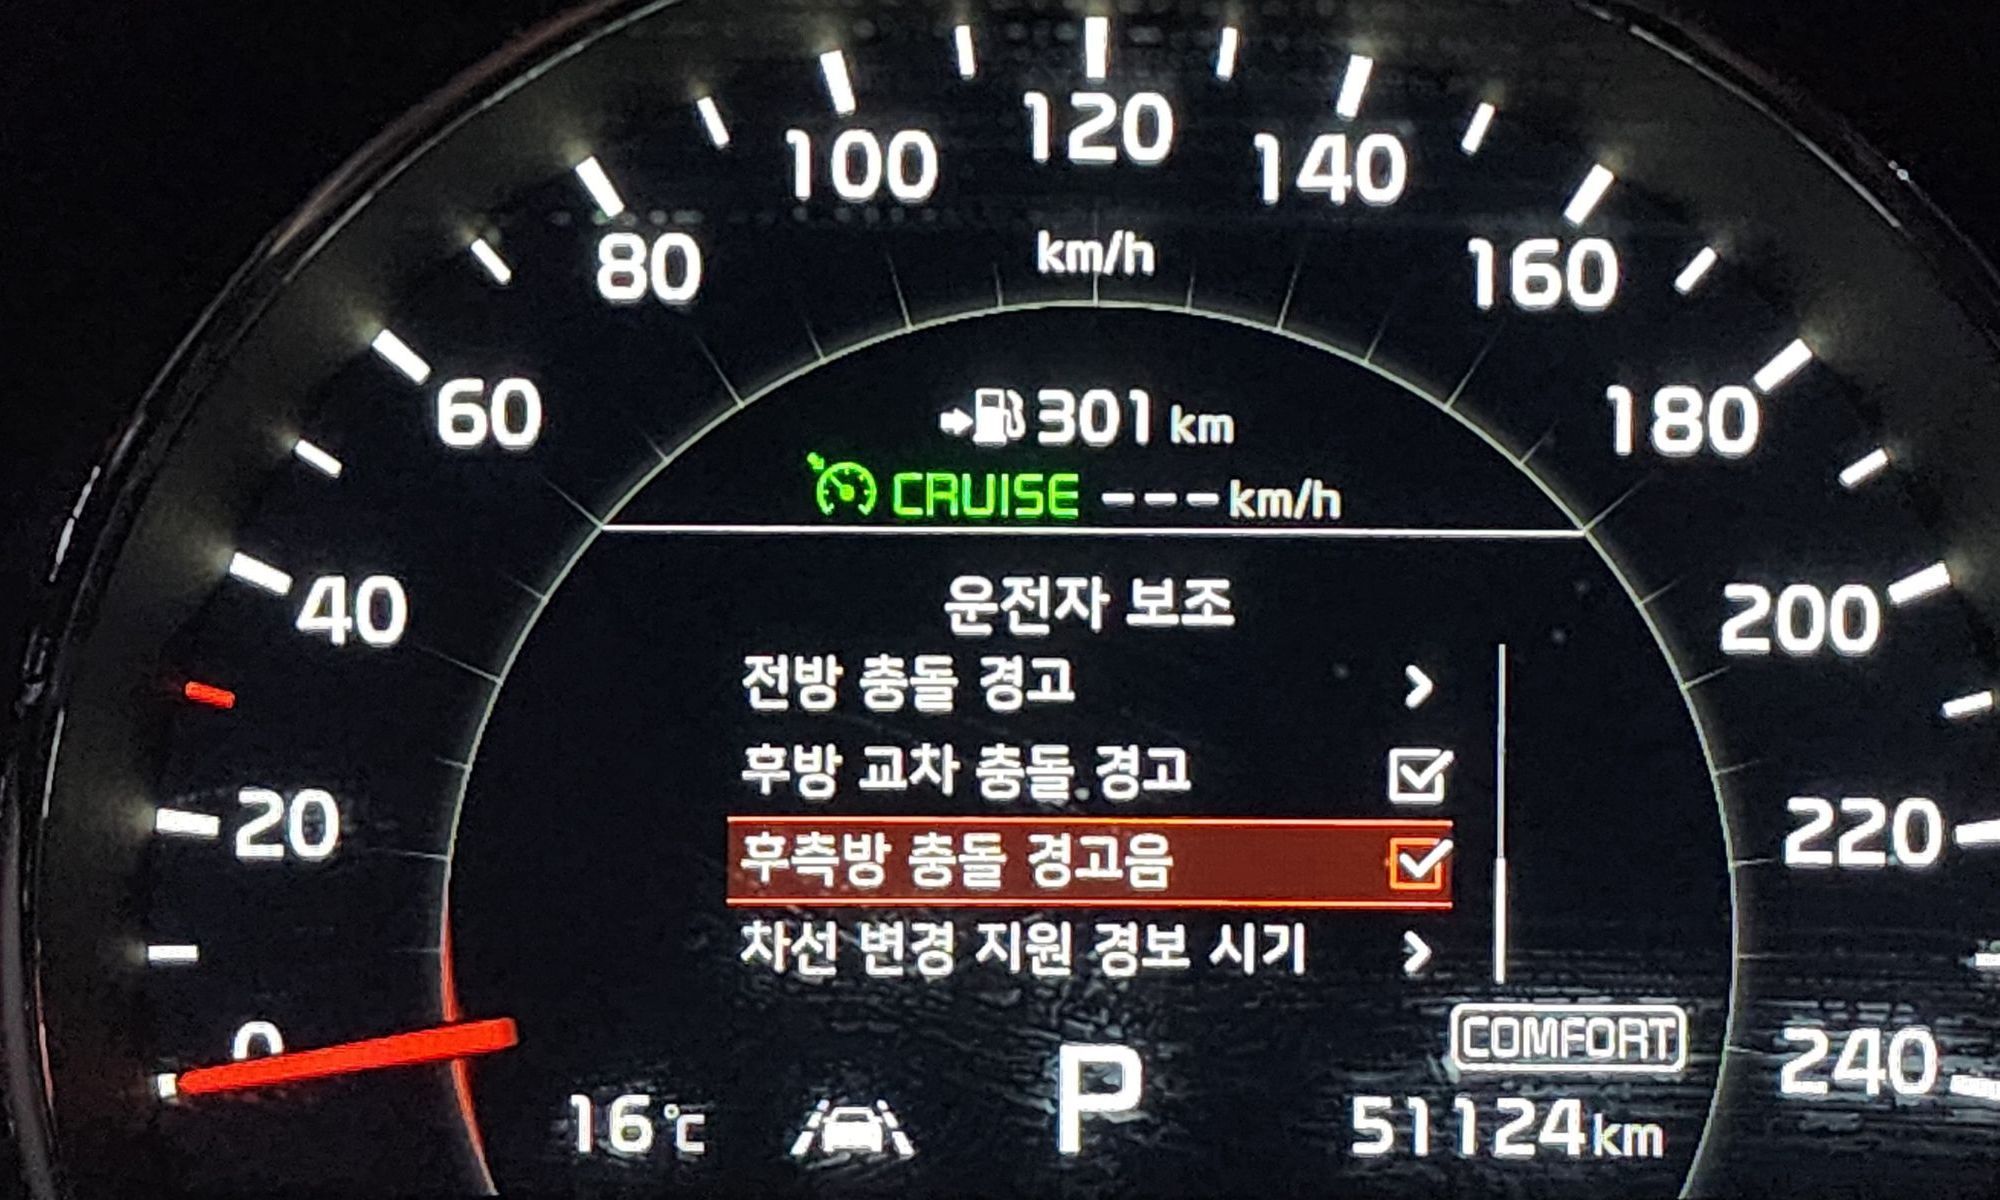 120
100
140
80
km/h
160
60
301 km
180
CRUISE ---km/h
40
운전자 보조
200
전방 충돌 경고
후방 교차 충돌 경고
20
220
후측방 충돌 경고음
차선 변경 지원 경보 시기
0
COMFORT
240
16℃
P
51124km